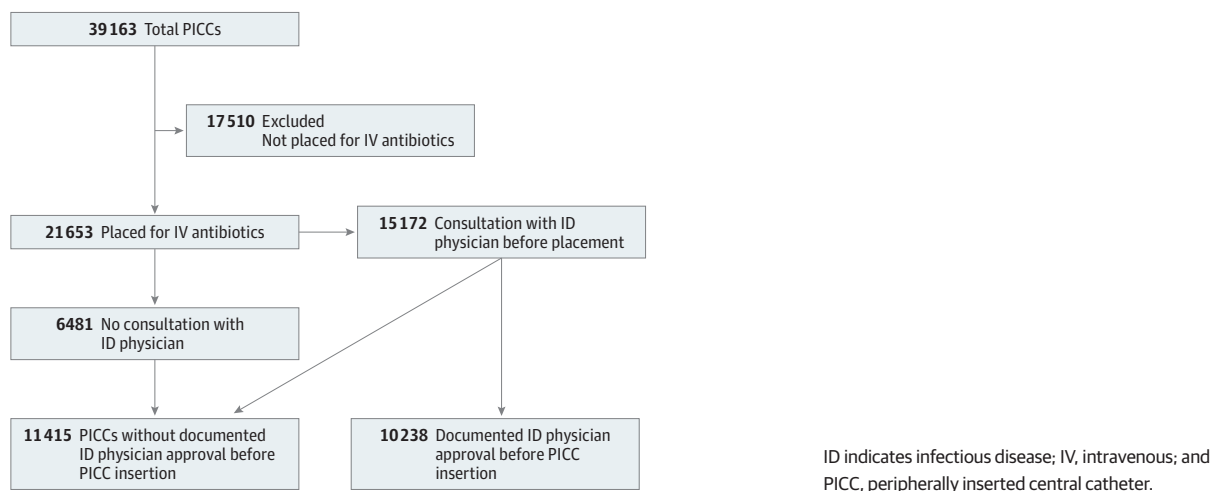 39163 Total PICCs
17510 Excluded
Not placed for IV antibiotics
21653 Placed for IV antibiotics
15172 Consultation with ID
physician before placement
6481 No consultation with
ID physician
11415 PICCs without documented
ID physician approval before
PICC insertion
10238 Documented ID physician
approval before PICC
insertion
ID indicates infectious disease; IV, intravenous; and
PICC, peripherally inserted central catheter.